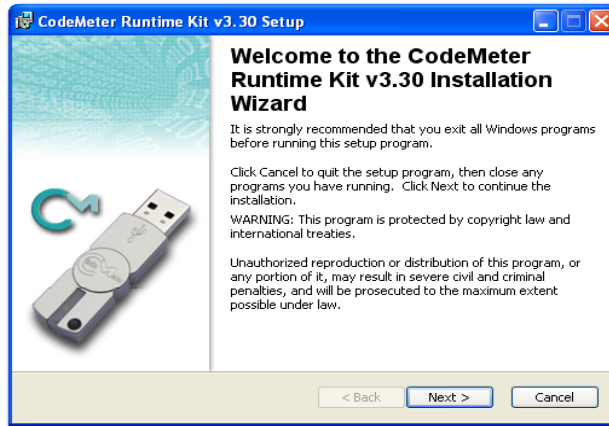 CodeMeter Runtime Kit v3.30 Setup
Welcome to the CodeMeter
Runtime Kit v3.30 Installation
Wizard
It is strongly recommended that you exit all Windows programs
before running this setup program.
Click Cancel to quit the setup program, then close any
programs you have running. Click Next to continue the
installation.
WARNING: This program is protected by copyright law and
international treaties.
Unauthorized reproduction or distribution of this program, or
any portion of it, may result in severe civil and criminal
penalties, and will be prosecuted to the maximum extent
possible under law.
< Back
Next >
Cancel